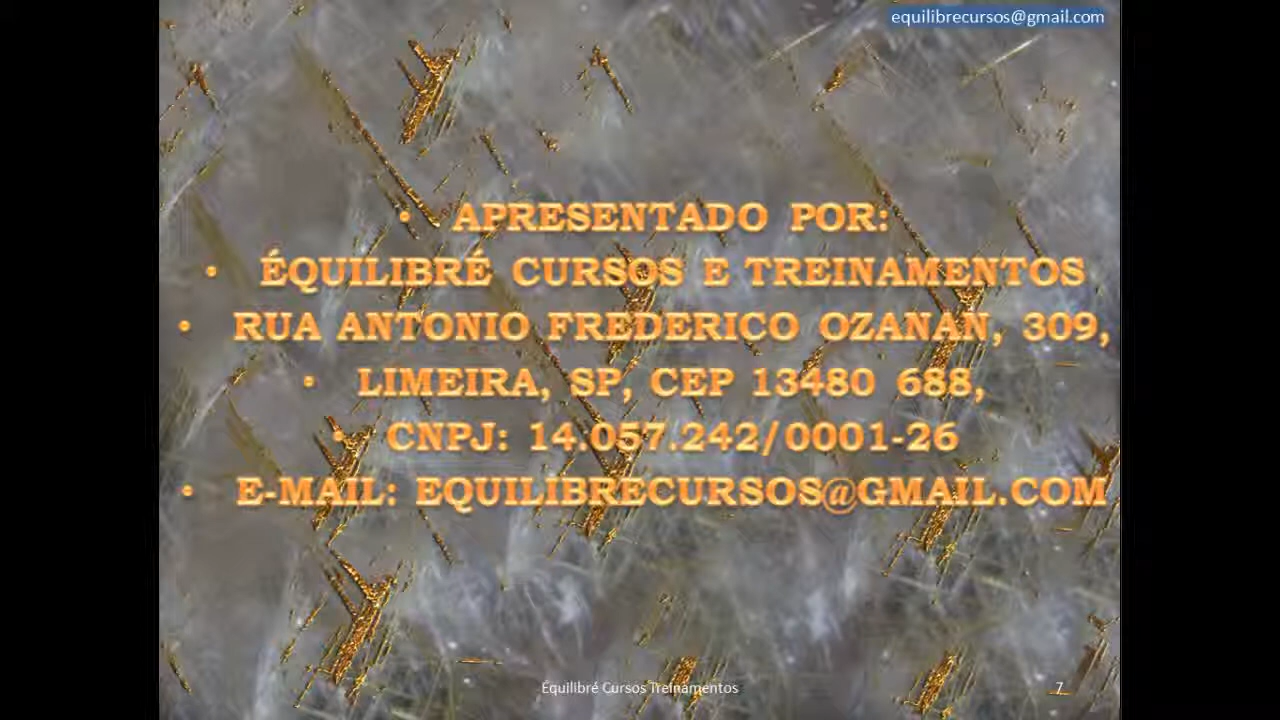 equilibrecursos@gmail.com
• APRESENTADO POR:
• ÉQUILIBRÉ CURSOS E TREINAMENTOS
• RUA ANTONIO FREDERICO OZANAN, 309,
• LIMEIRA, SP, CEP 13480 688,
• CNPJ: 14.057.242/0001-26
• E-MAIL: EQUILIBRECURSOS@GMAIL.COM
Équilibré Cursos Treinamentos
7